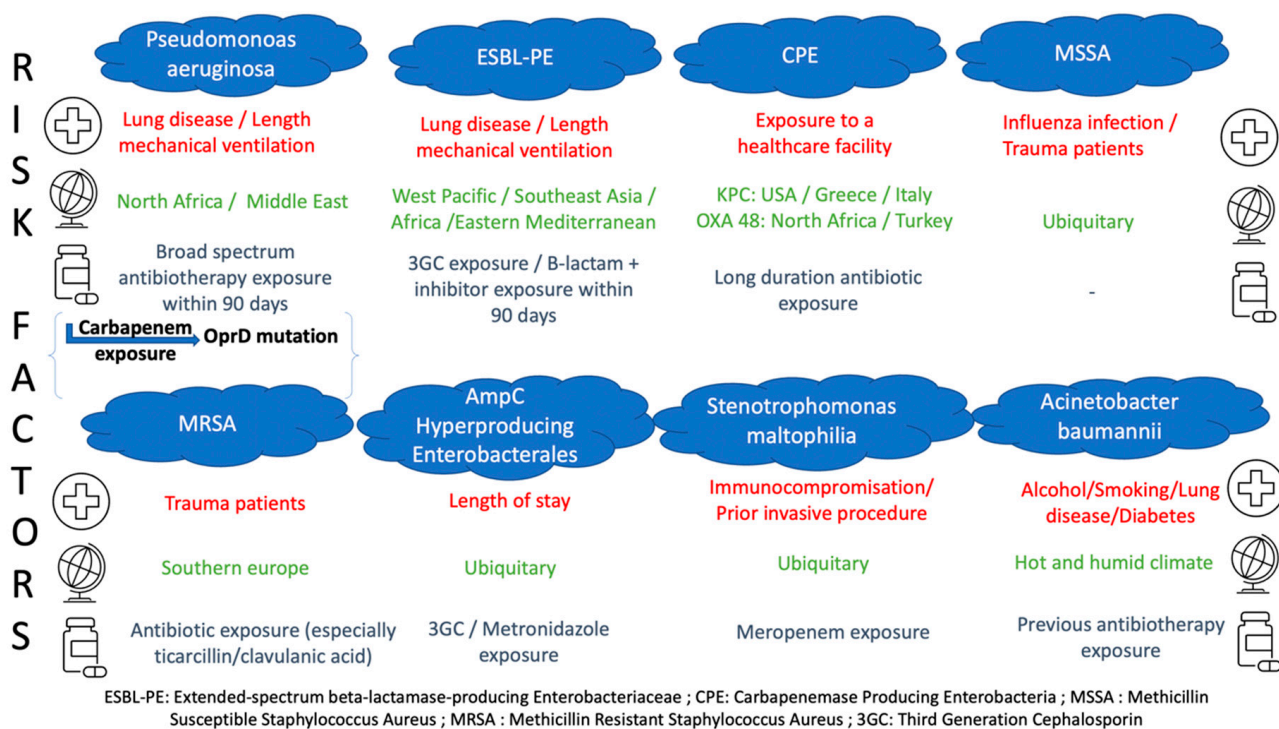 RISK FACTORS
Pseudomonoas
aeruginosa
Lung disease / Length
mechanical ventilation
North Africa / Middle East
Broad spectrum
antibiotherapy exposure
within 90 days
Carbapenem
exposure
OprD mutation
ESBL-PE
Lung disease / Length
mechanical ventilation
West Pacific / Southeast Asia /
Africa /Eastern Mediterranean
3GC exposure / B-lactam +
inhibitor exposure within
90 days
CPE
Exposure to a
healthcare facility
KPC: USA / Greece / Italy
OXA 48: North Africa / Turkey
Long duration antibiotic
exposure
MSSA
Influenza infection /
Trauma patients
Ubiquitary
-
MRSA
Trauma patients
Southern europe
Antibiotic exposure (especially
ticarcillin/clavulanic acid)
AmpC
Hyperproducing
Enterobacterales
Length of stay
Ubiquitary
3GC / Metronidazole
exposure
Stenotrophomonas
maltophilia
Immunocompromisation/
Prior invasive procedure
Ubiquitary
Meropenem exposure
Acinetobacter
baumannii
Alcohol/Smoking/Lung
disease/Diabetes
Hot and humid climate
Previous antibiotherapy
exposure
ESBL-PE: Extended-spectrum beta-lactamase-producing Enterobacteriaceae ; CPE: Carbapenemase Producing Enterobacteria ; MSSA : Methicillin
Susceptible Staphylococcus Aureus ; MRSA : Methicillin Resistant Staphylococcus Aureus ; 3GC: Third Generation Cephalosporin